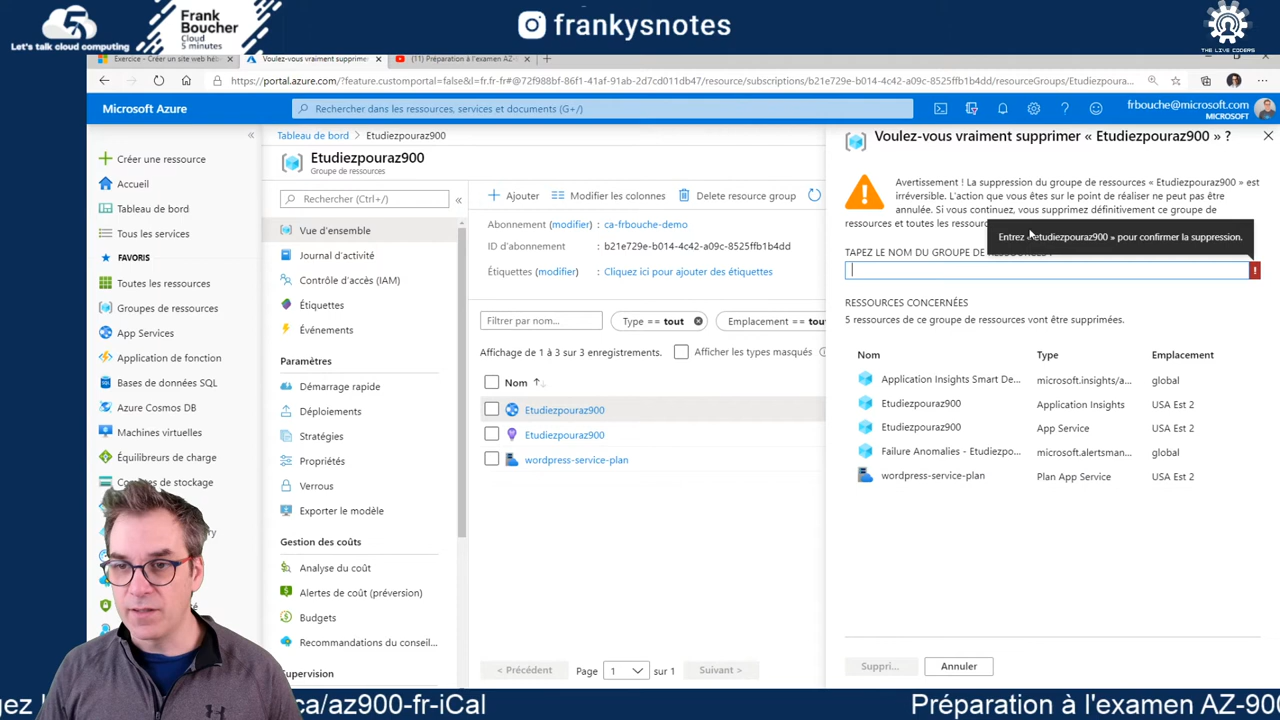 Let's talk cloud computing
Frank
Boucher
Cloud
5 minutes
frankysnotes
THE LIVE CODERS
Exercice - Créer un site web héb
Voulez-vous vraiment supprimer
(11) Préparation à l'examen AZ-
https://portal.azure.com/?feature.customportal=false&l=fr.fr-fr#@72f988bf-86f1-41af-91ab-2d7cd011db47/resource/subscriptions/b21e729e-b014-4c42-a09c-8525ffb14dd/resourceGroups/Etudiezpoura...
Microsoft Azure
Rechercher dans les ressources, services et documents (G+/)
frbouche@microsoft.com
MICROSOFT
Créer une ressource
Accueil
Tableau de bord
Tous les services
FAVORIS
Toutes les ressources
Groupes de ressources
App Services
Application de fonction
Bases de données SQL
Azure Cosmos DB
Machines virtuelles
Équilibreurs de charge
de stockage
Tableau de bord > Etudiezpouraz900
Etudiezpouraz900
Groupe de ressources
Rechercher (Ctrl+/)
Vue d'ensemble
Journal d'activité
Contrôle d'accès (IAM)
Étiquettes
Événements
Paramètres
Démarrage rapide
Déploiements
Stratégies
Propriétés
Verrous
Exporter le modèle
Gestion des coûts
Analyse du coût
Alertes de coût (préversion)
Budgets
Recommandations du conseil...
Supervision
Ajouter
Modifier les colonnes
Delete resource group
Abonnement (modifier) : ca-frbouche-demo
ID d'abonnement : b21e729e-b014-4c42-a09c-8525ffb14dd
Étiquettes (modifier) : Cliquez ici pour ajouter des étiquettes
Filtrer par nom...
Type == tout
Emplacement == tou
Affichage de 1 à 3 sur 3 enregistrements.
Afficher les types masqués
Nom
Etudiezpouraz900
Etudiezpouraz900
wordpress-service-plan
< Précédent
Page
1
sur 1
Suivant >
Voulez-vous vraiment supprimer « Etudiezpouraz900 » ?
Avertissement ! La suppression du groupe de ressources « Etudiezpouraz900 » est
irréversible. L'action que vous êtes sur le point de réaliser ne peut pas être
annulée. Si vous continuez, vous supprimez définitivement ce groupe de
ressources et toutes les ressou
Entrez « etudiezpouraz900 » pour confirmer la suppression.
TAPEZ LE NOM DU GROUPE DE RESSOURCES :
RESSOURCES CONCERNÉES
5 ressources de ce groupe de ressources vont être supprimées.
Nom Type Emplacement
Application Insights Smart De... microsoft.insights/a... global
Etudiezpouraz900 Application Insights USA Est 2
Etudiezpouraz900 App Service USA Est 2
Failure Anomalies - Etudiezpo... microsoft.alertsman... global
wordpress-service-plan Plan App Service USA Est 2
Suppri...
Annuler
ca/az900-fr-iCal
Préparation à l'examen AZ-900